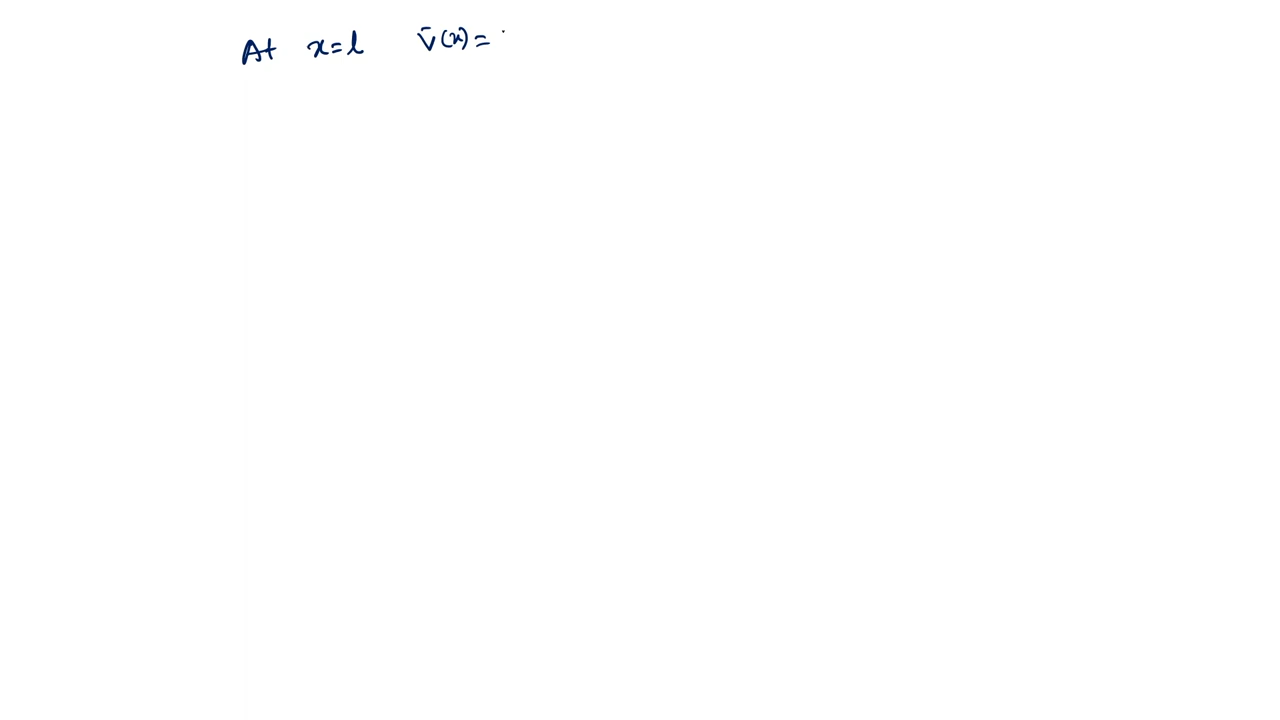 At x=l V̄(x)=